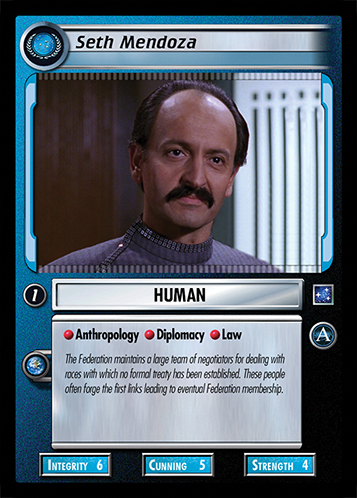 Seth Mendoza
1
HUMAN
Anthropology Diplomacy Law
A
The Federation maintains a large team of negotiators for dealing with
races with which no formal treaty has been established. These people
often forge the first links leading to eventual Federation membership.
INTEGRITY 6 CUNNING 5 STRENGTH 4